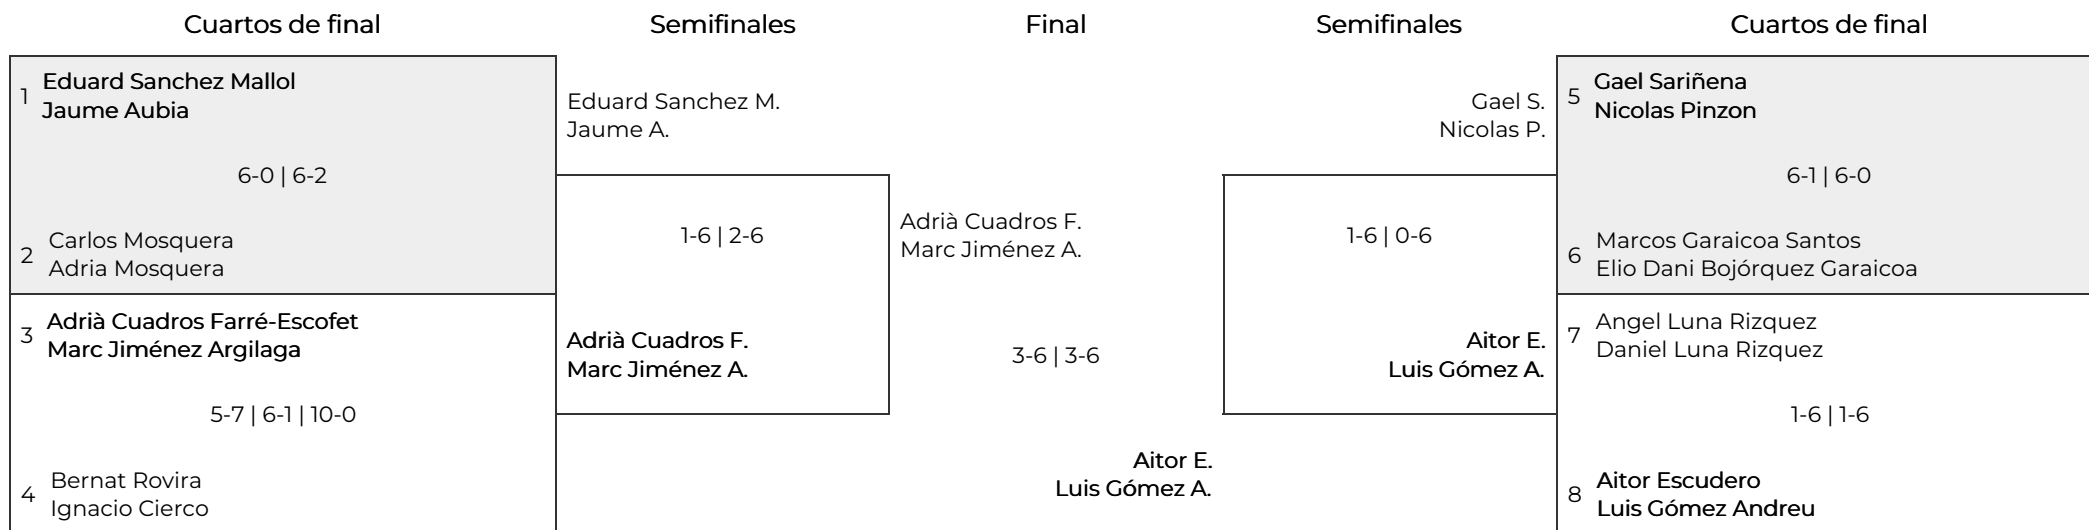 Cuartos de final
Semifinales
Final
Semifinales
Cuartos de final
1
Eduard Sanchez Mallol
Jaume Aubia
6-0 | 6-2
2
Carlos Mosquera
Adria Mosquera
3
Adrià Cuadros Farré-Escofet
Marc Jiménez Argilaga
5-7 | 6-1 | 10-0
4
Bernat Rovira
Ignacio Cierco
Eduard Sanchez M.
Jaume A.
1-6 | 2-6
Adrià Cuadros F.
Marc Jiménez A.
Adrià Cuadros F.
Marc Jiménez A.
3-6 | 3-6
Aitor E.
Luis Gómez A.
Gael S.
Nicolas P.
1-6 | 0-6
Aitor E.
Luis Gómez A.
5
Gael Sariñena
Nicolas Pinzon
6-1 | 6-0
6
Marcos Garaicoa Santos
Elio Dani Bojórquez Garaicoa
7
Angel Luna Rizquez
Daniel Luna Rizquez
1-6 | 1-6
8
Aitor Escudero
Luis Gómez Andreu